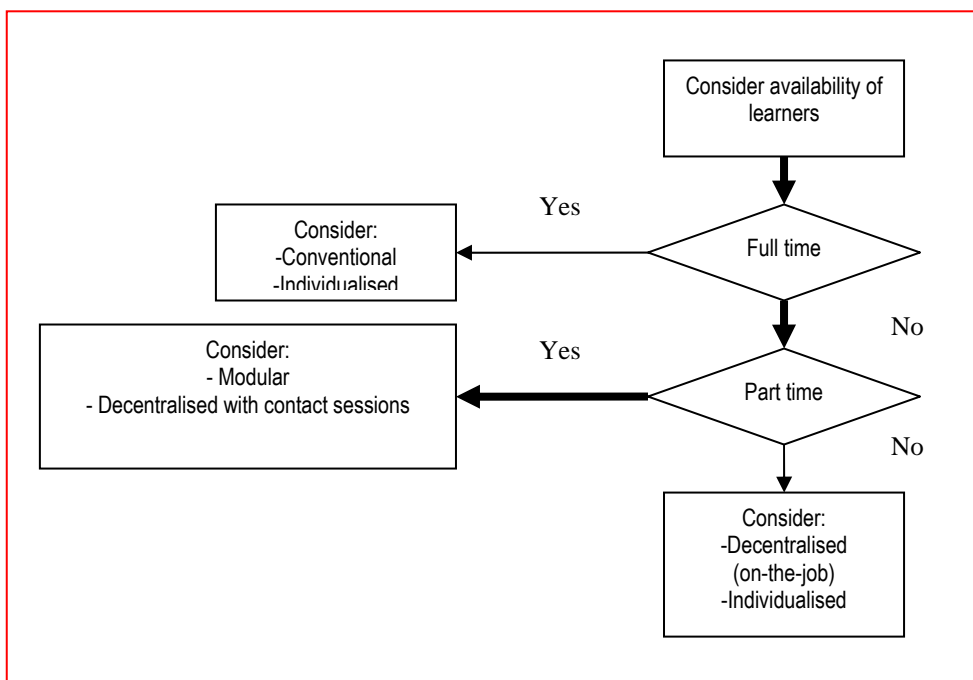 Consider availability of
learners
Yes
Full time
Consider:
-Conventional
-Individualised
No
Yes
Part time
Consider:
- Modular
- Decentralised with contact sessions
No
Consider:
-Decentralised
(on-the-job)
-Individualised